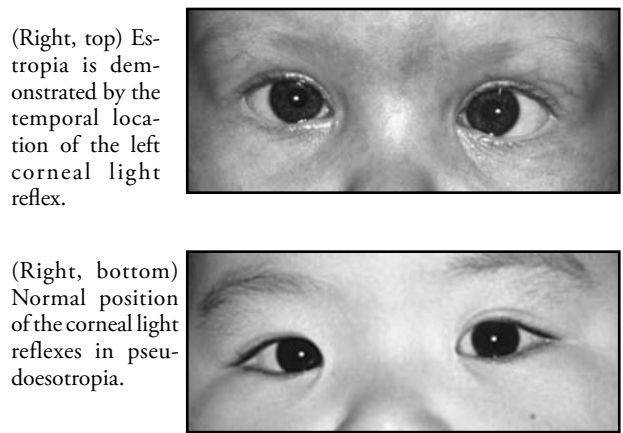 (Right, top) Es-
tropia is dem-
onstrated by the
temporal loca-
tion of the left
corneal light
reflex.
(Right, bottom)
Normal position
of the corneal light
reflexes in pseu-
doesotropia.